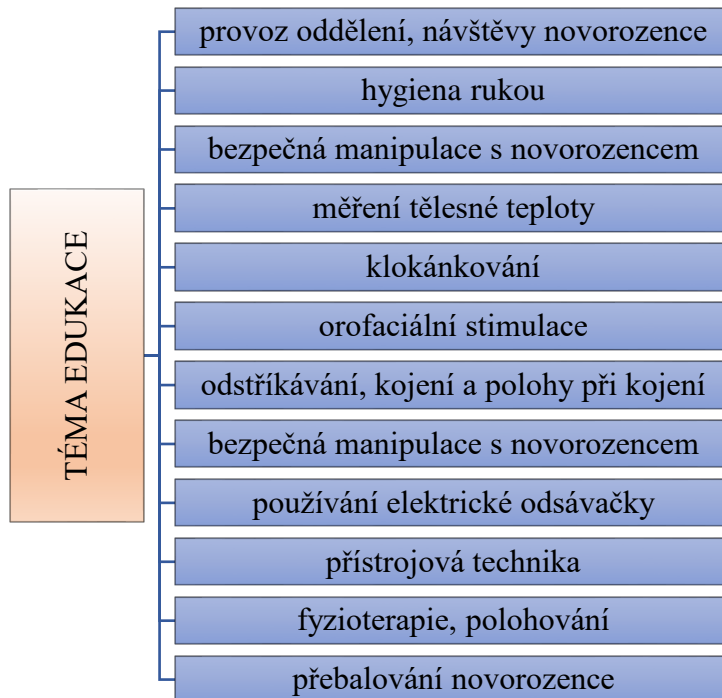 TÉMA EDUKACE
provoz oddělení, návštěvy novorozence
hygiena rukou
bezpečná manipulace s novorozencem
měření tělesné teploty
klokánkování
orofaciální stimulace
odstříkávání, kojení a polohy při kojení
bezpečná manipulace s novorozencem
používání elektrické odsávačky
přístrojová technika
fyzioterapie, polohování
přebalování novorozence